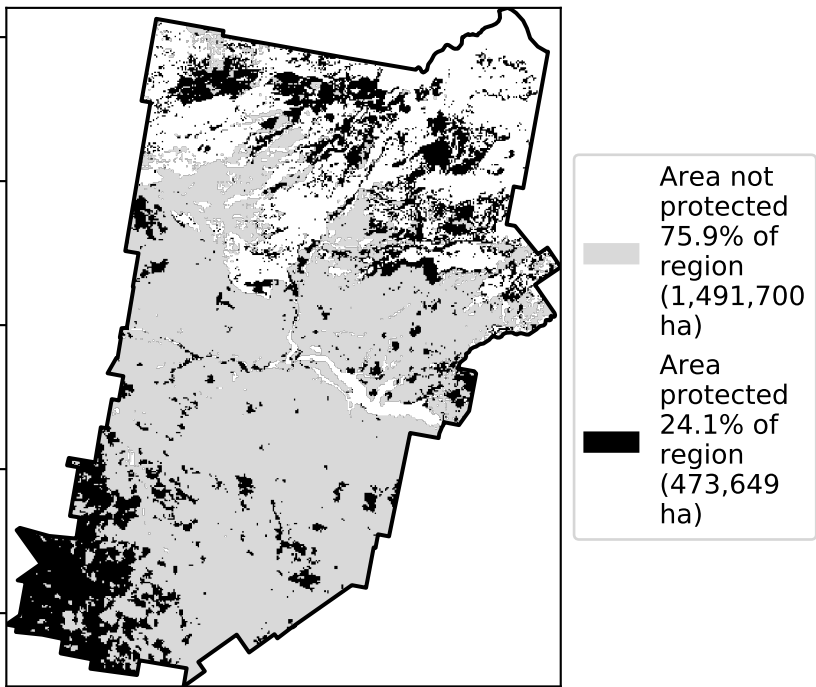 Area not
protected
75.9% of
region
(1,491,700
ha)
Area
protected
24.1% of
region
(473,649
ha)